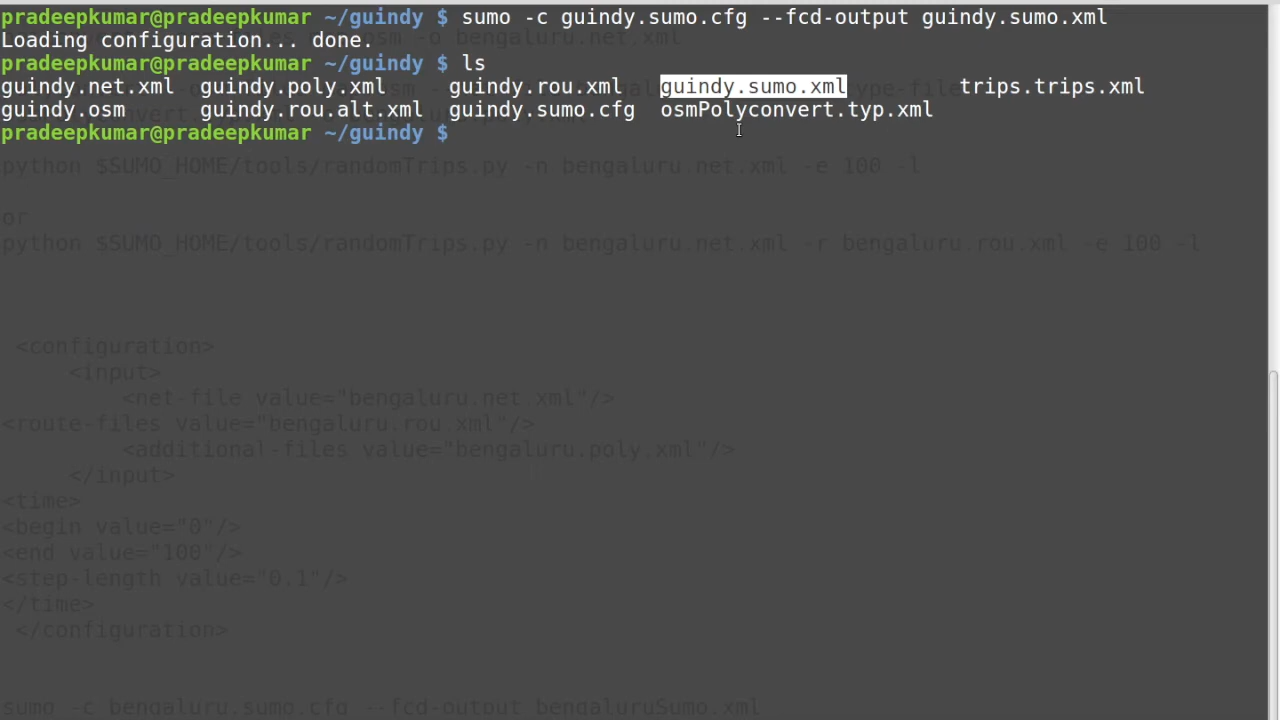 pradeepkumar@pradeepkumar ~/guindy $ sumo -c guindy.sumo.cfg --fcd-output guindy.sumo.xml
Loading configuration... done.
pradeepkumar@pradeepkumar ~/guindy $ ls
guindy.net.xml  guindy.poly.xml     guindy.rou.xml   guindy.sumo.xml         trips.trips.xml
guindy.osm      guindy.rou-alt.xml  guindy.sumo.cfg  osmPolyconvert.typ.xml
pradeepkumar@pradeepkumar ~/guindy $
python $SUMO_HOME/tools/randomTrips.py -n bengaluru.net.xml -e 100 -l
or
python $SUMO_HOME/tools/randomTrips.py -n bengaluru.net.xml -r bengaluru.rou.xml -e 100 -l
<configuration>
<input>
<net-file value="bengaluru.net.xml"/>
<route-files value="bengaluru.rou.xml"/>
<additional-files value="bengaluru.poly.xml"/>
</input>
<time>
<begin value="0"/>
<end value="100"/>
<step-length value="0.1"/>
</time>
</configuration>
sumo -c bengaluru.sumo.cfg --fcd-output bengaluruSumo.xml